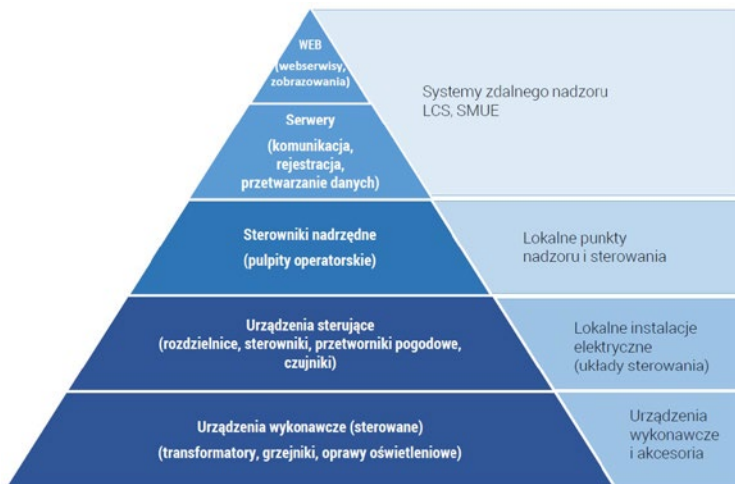 WEB
(webserwisy,
zobrazowania)
Systemy zdalnego nadzoru
LCS, SMUE
Serwery
(komunikacja,
rejestracja,
przetwarzanie danych)
Sterowniki nadrzędne
(pulpity operatorskie)
Lokalne punkty
nadzoru i sterowania
Urządzenia sterujące
(rozdzielnice, sterowniki, przetworniki pogodowe,
czujniki)
Lokalne instalacje
elektryczne
(układy sterowania)
Urządzenia wykonawcze (sterowane)
(transformatory, grzejniki, oprawy oświetleniowe)
Urządzenia
wykonawcze
i akcesoria